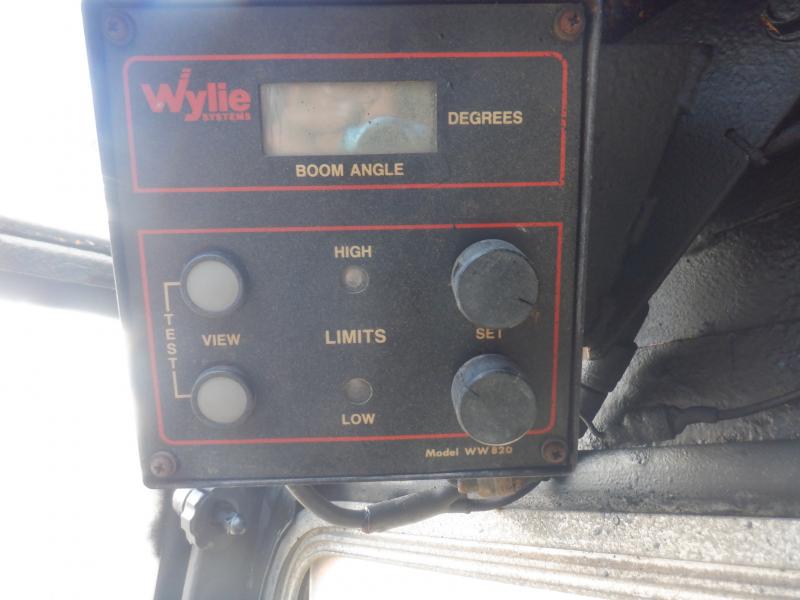 Wylie
SYSTEMS
DEGREES
BOOM ANGLE
HIGH
TEST
VIEW
LIMITS
SET
LOW
Model WW820